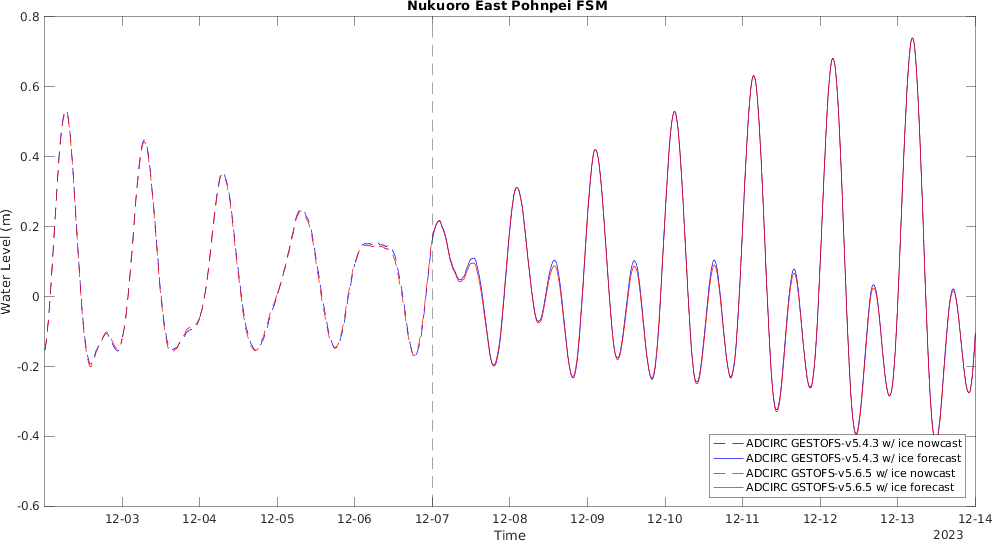 Nukuoro East Pohnpei FSM
0.8
0.6
0.4
0.2
0
-0.2
-0.4
-0.6
Water Level (m)
12-03 12-04 12-05 12-06 12-07 12-08 12-09 12-10 12-11 12-12 12-13 12-14
Time
2023
ADCIRC GESTOFS-v5.4.3 w/ ice nowcast
ADCIRC GESTOFS-v5.4.3 w/ ice forecast
ADCIRC GSTOFS-v5.6.5 w/ ice nowcast
ADCIRC GSTOFS-v5.6.5 w/ ice forecast